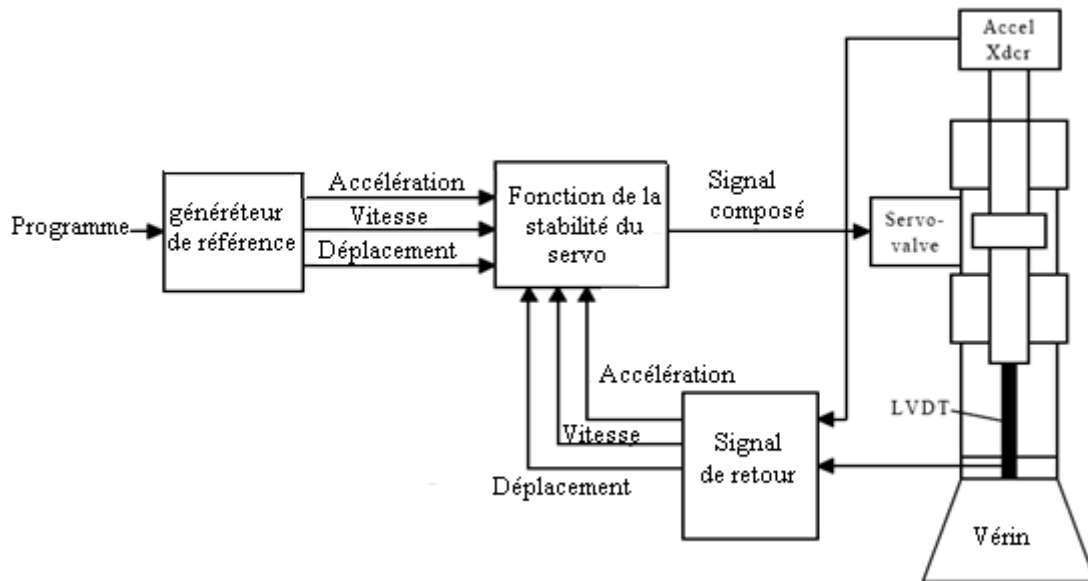 Accel
Xdcr
Programme
généréteur
de référence
Accélération
Vitesse
Déplacement
Fonction de la
stabilité du
servo
Signal
composé
Servo-
valve
Accélération
Vitesse
Déplacement
Signal
de retour
LVDT
Vérin